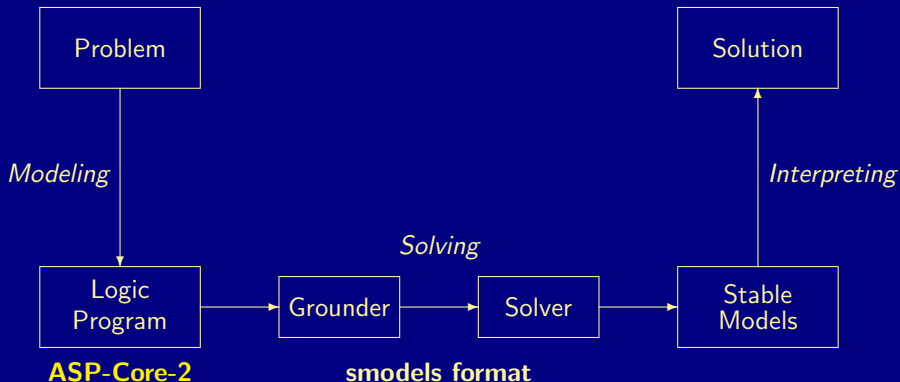 Problem
Solution
Modeling
Interpreting
Solving
Logic
Program
Grounder
Solver
Stable
Models
ASP-Core-2
smodels format